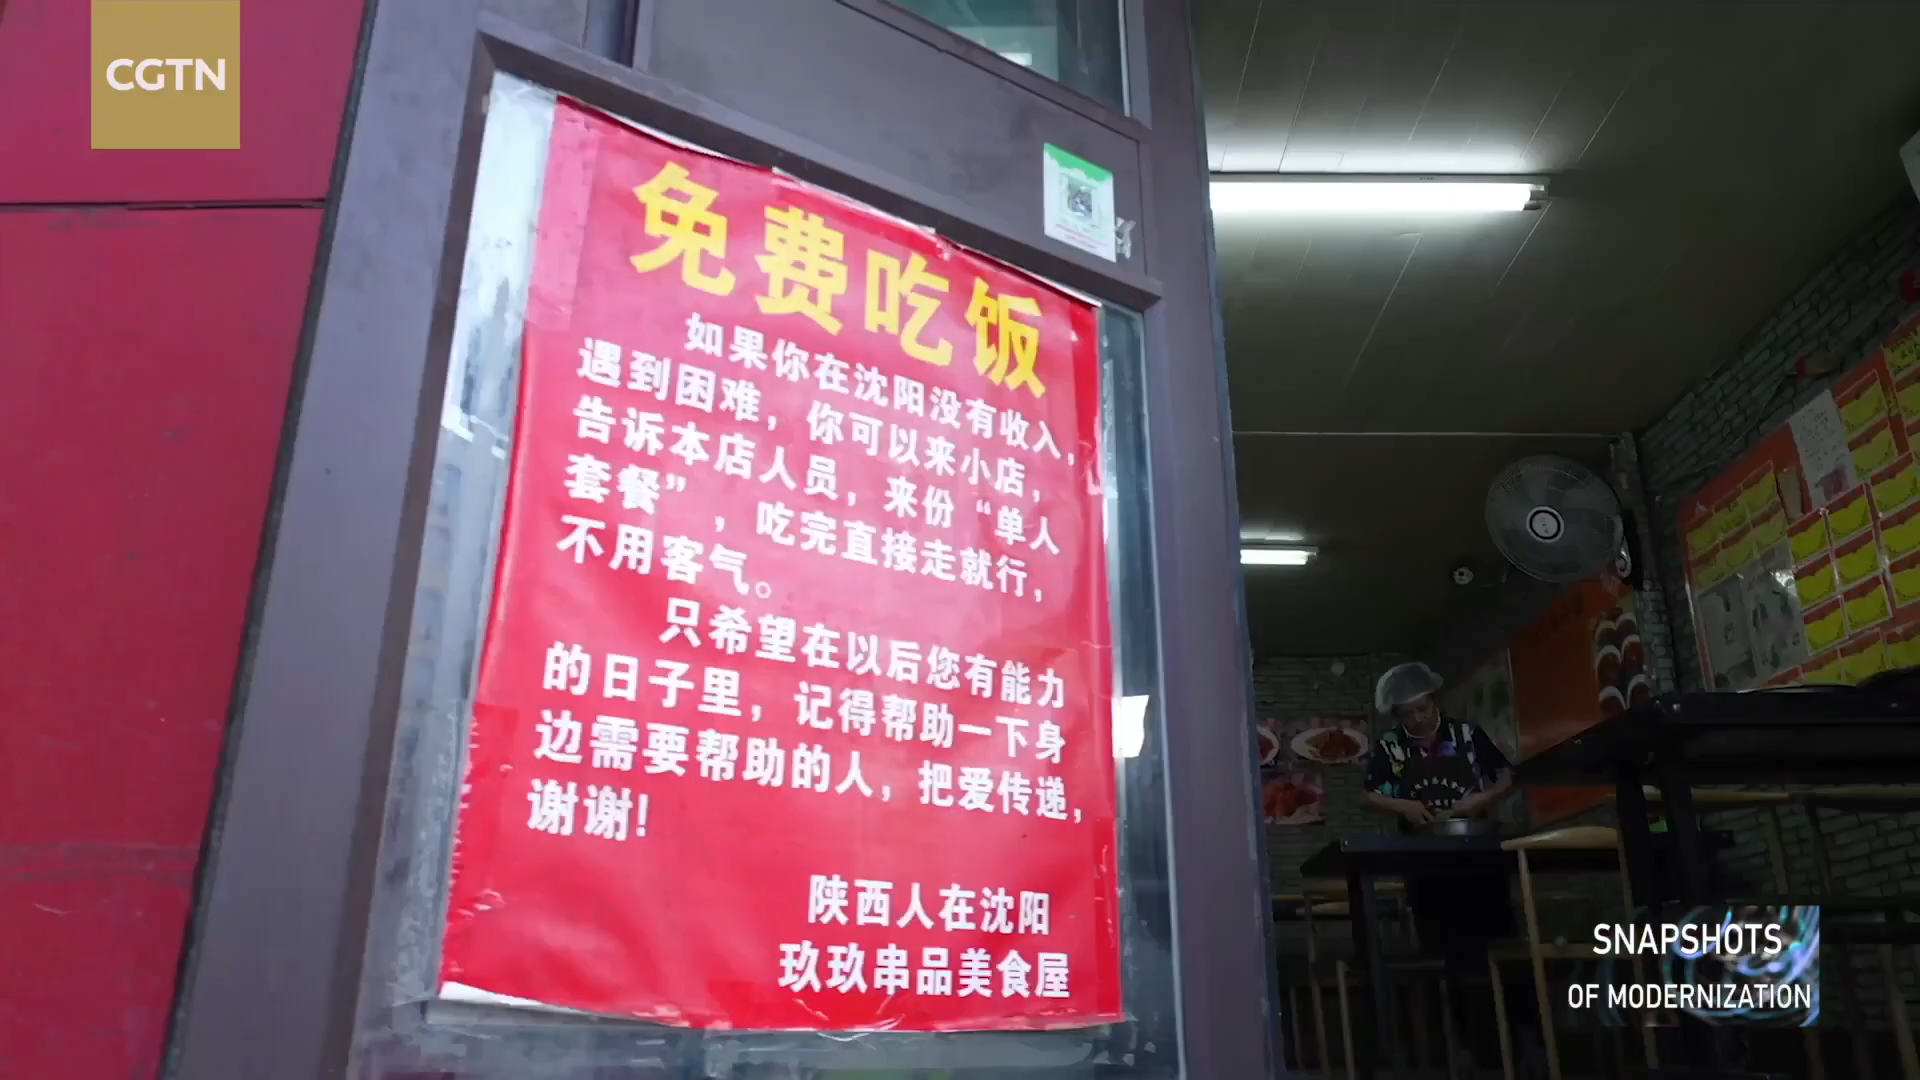 CGTN
免费吃饭
如果你在沈阳没有收入，
遇到困难，你可以来小店，
告诉本店人员，来份“单人
套餐”，吃完直接走就行，
不用客气。
只希望在以后您有能力
的日子里，记得帮助一下身
边需要帮助的人，把爱传递，
谢谢!
陕西人在沈阳
玖玖串品美食屋
SNAPSHOTS
OF MODERNIZATION